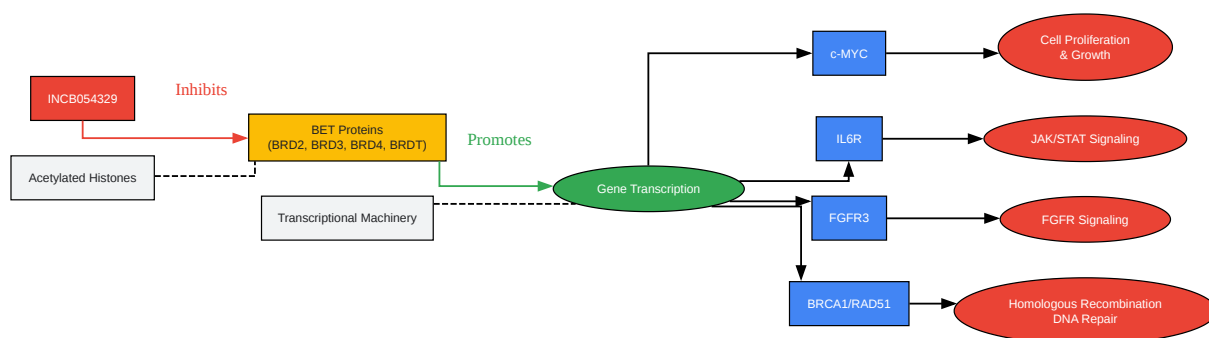 INCB054329
Inhibits
BET Proteins
(BRD2, BRD3, BRD4, BRDT)
Acetylated Histones
Promotes
Transcriptional Machinery
Gene Transcription
c-MYC
Cell Proliferation
& Growth
IL6R
JAK/STAT Signaling
FGFR3
FGFR Signaling
BRCA1/RAD51
Homologous Recombination
DNA Repair